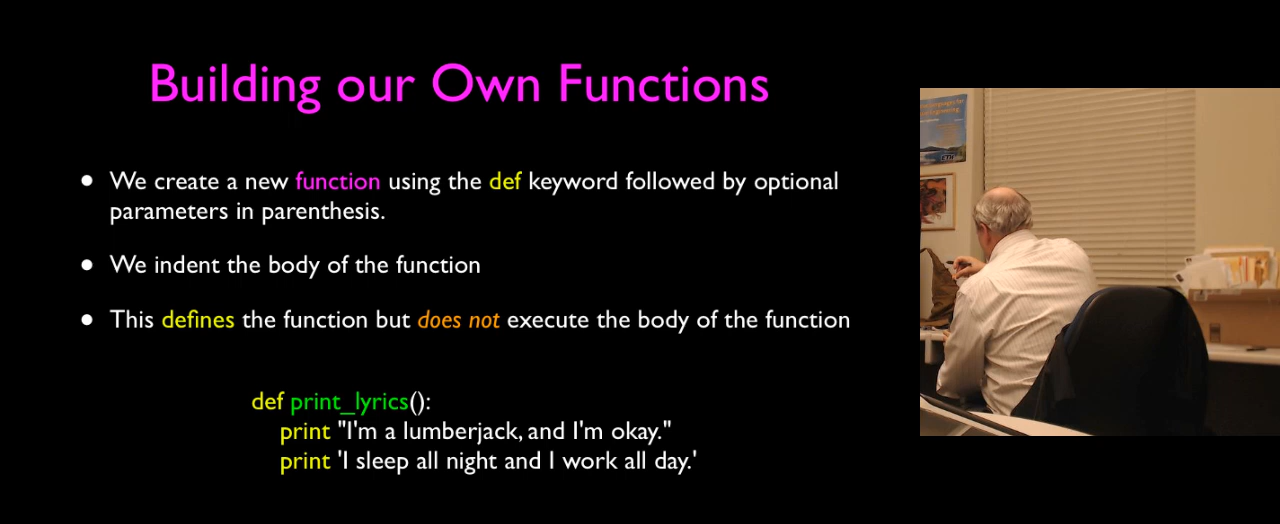 Building our Own Functions
• We create a new function using the def keyword followed by optional
parameters in parenthesis.
• We indent the body of the function
• This defines the function but does not execute the body of the function
def print_lyrics():
    print "I'm a lumberjack, and I'm okay."
    print 'I sleep all night and I work all day.'